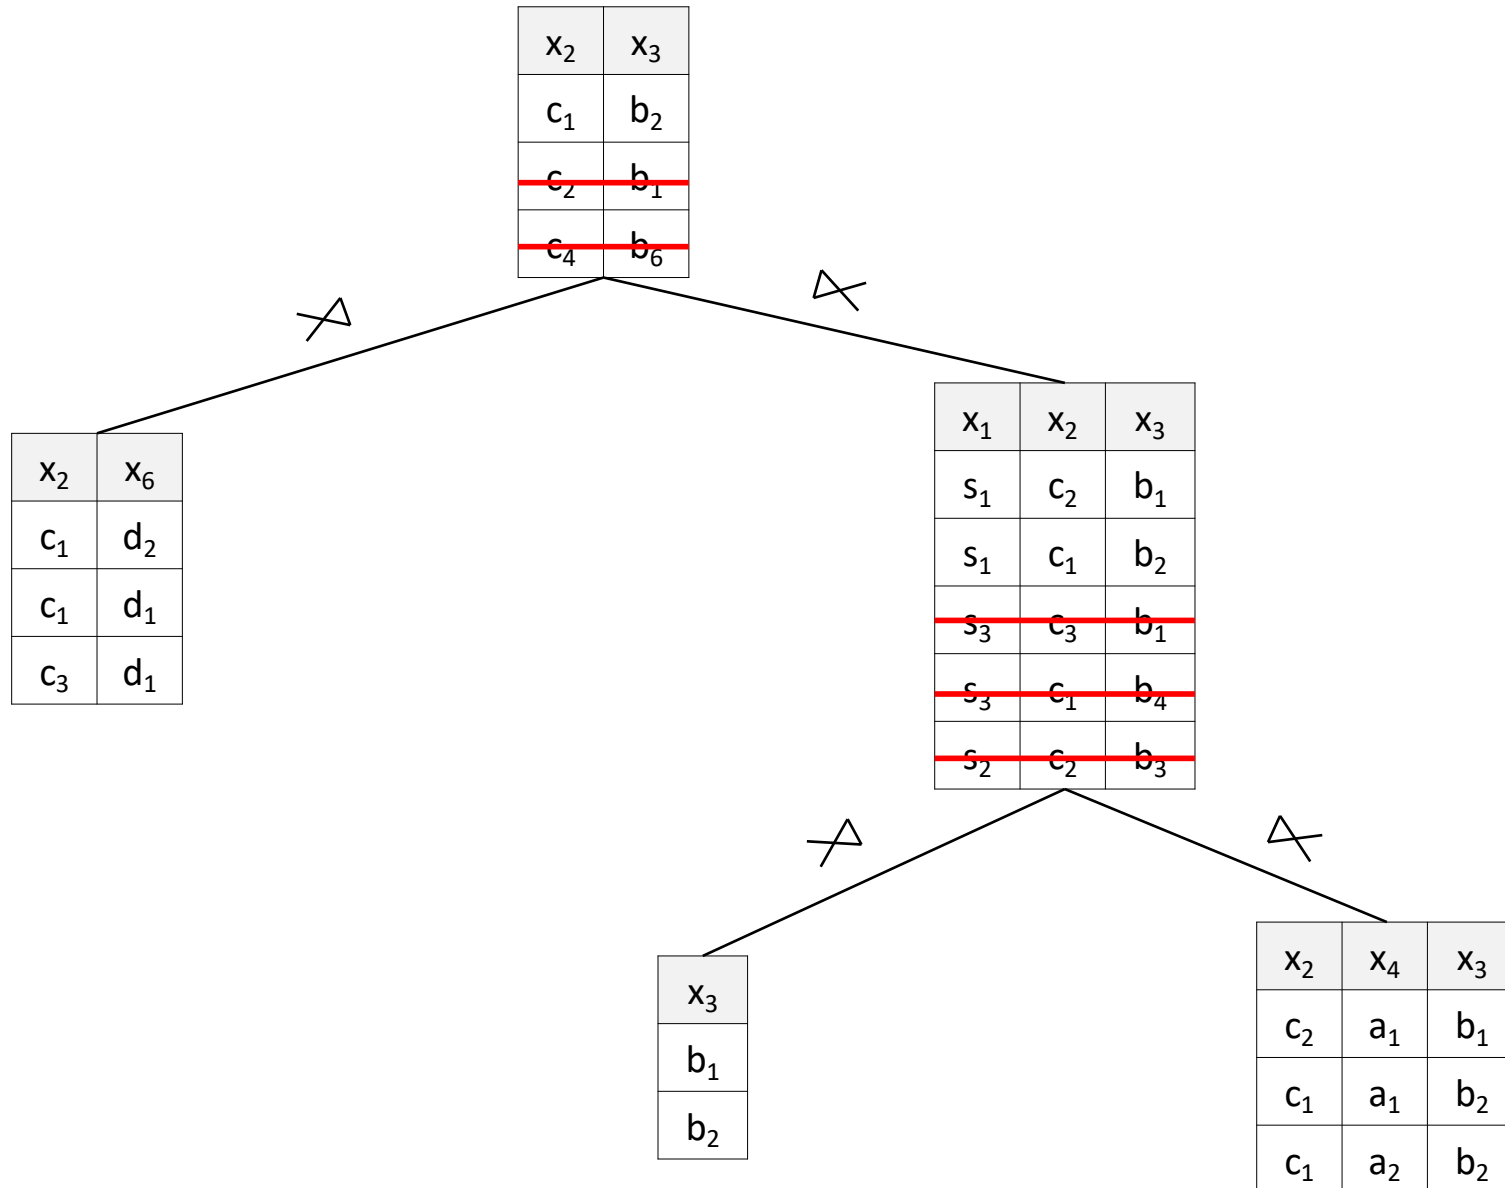 x₂ x₃
c₁ b₂
c₂ b₁
c₄ b₆
x₂ x₆
c₁ d₂
c₁ d₁
c₃ d₁
x₁ x₂ x₃
s₁ c₂ b₁
s₁ c₁ b₂
s₃ c₃ b₁
s₃ c₁ b₄
s₂ c₂ b₃
x₃
b₁
b₂
x₂ x₄ x₃
c₂ a₁ b₁
c₁ a₁ b₂
c₁ a₂ b₂